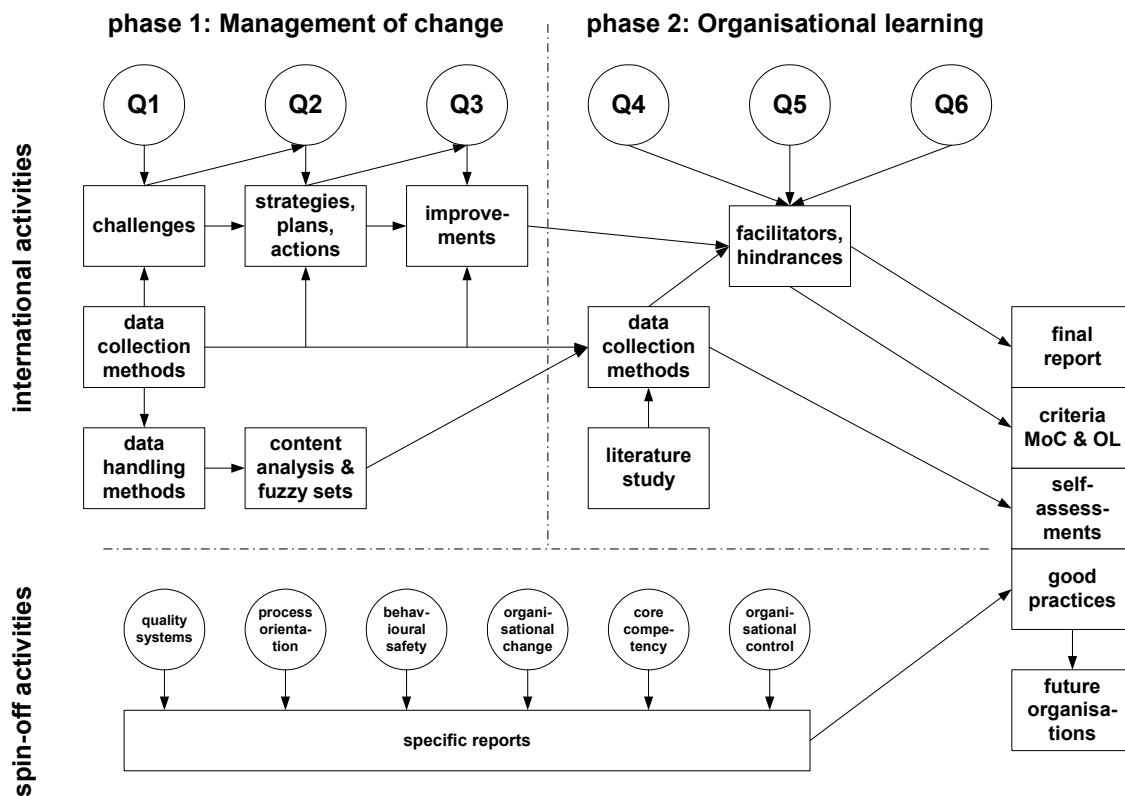 phase 1: Management of change
phase 2: Organisational learning
international activities
Q1
Q2
Q3
Q4
Q5
Q6
challenges
strategies,
plans,
actions
improve-
ments
facilitators,
hindrances
data
collection
methods
data
collection
methods
final
report
data
handling
methods
content
analysis &
fuzzy sets
literature
study
criteria
MoC & OL
self-
assess-
ments
good
practices
future
organisa-
tions
spin-off activities
quality
systems
process
orienta-
tion
behav-
ioural
safety
organi-
sational
change
core
compe-
tency
organi-
sational
control
specific reports